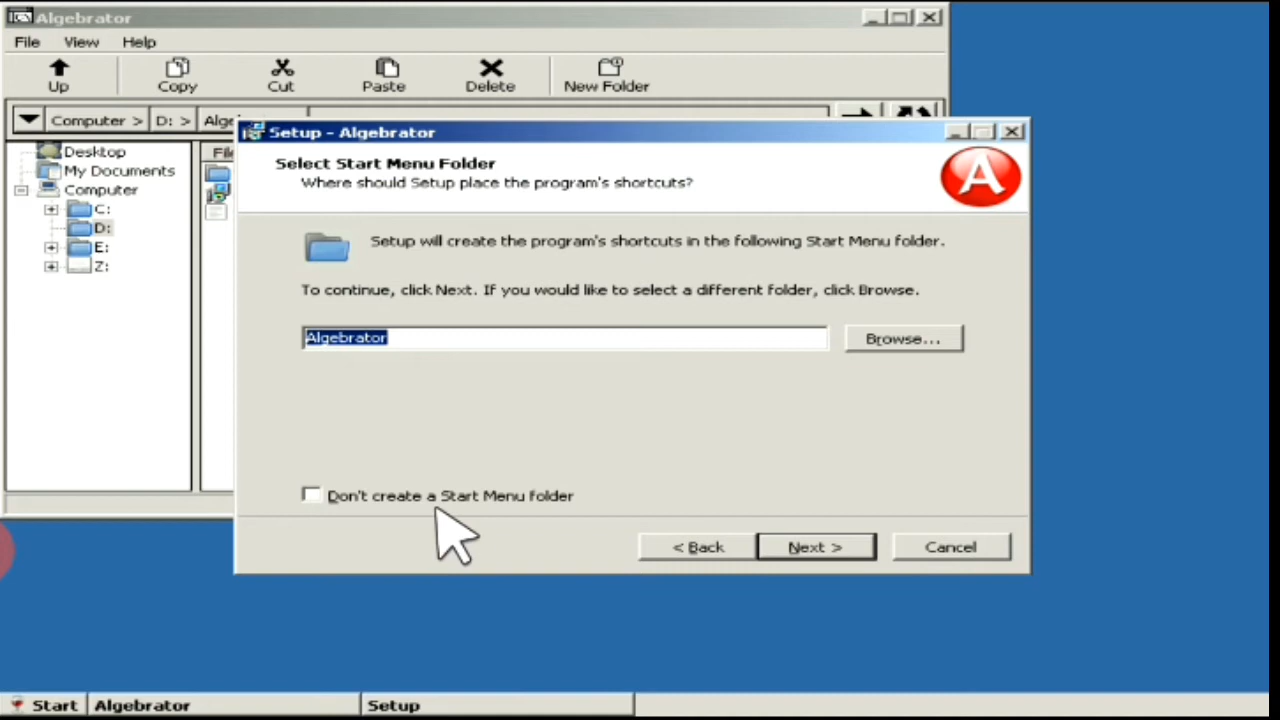 Algebrator
File View Help
Up Copy Cut Paste Delete New Folder
Computer > D: >
Desktop
My Documents
Computer
C:
D:
E:
Z:
Setup - Algebrator
Select Start Menu Folder
Where should Setup place the program's shortcuts?
A
Setup will create the program's shortcuts in the following Start Menu folder.
To continue, click Next. If you would like to select a different folder, click Browse.
Algebrator
Browse...
Don't create a Start Menu folder
< Back Next > Cancel
Start Algebrator Setup